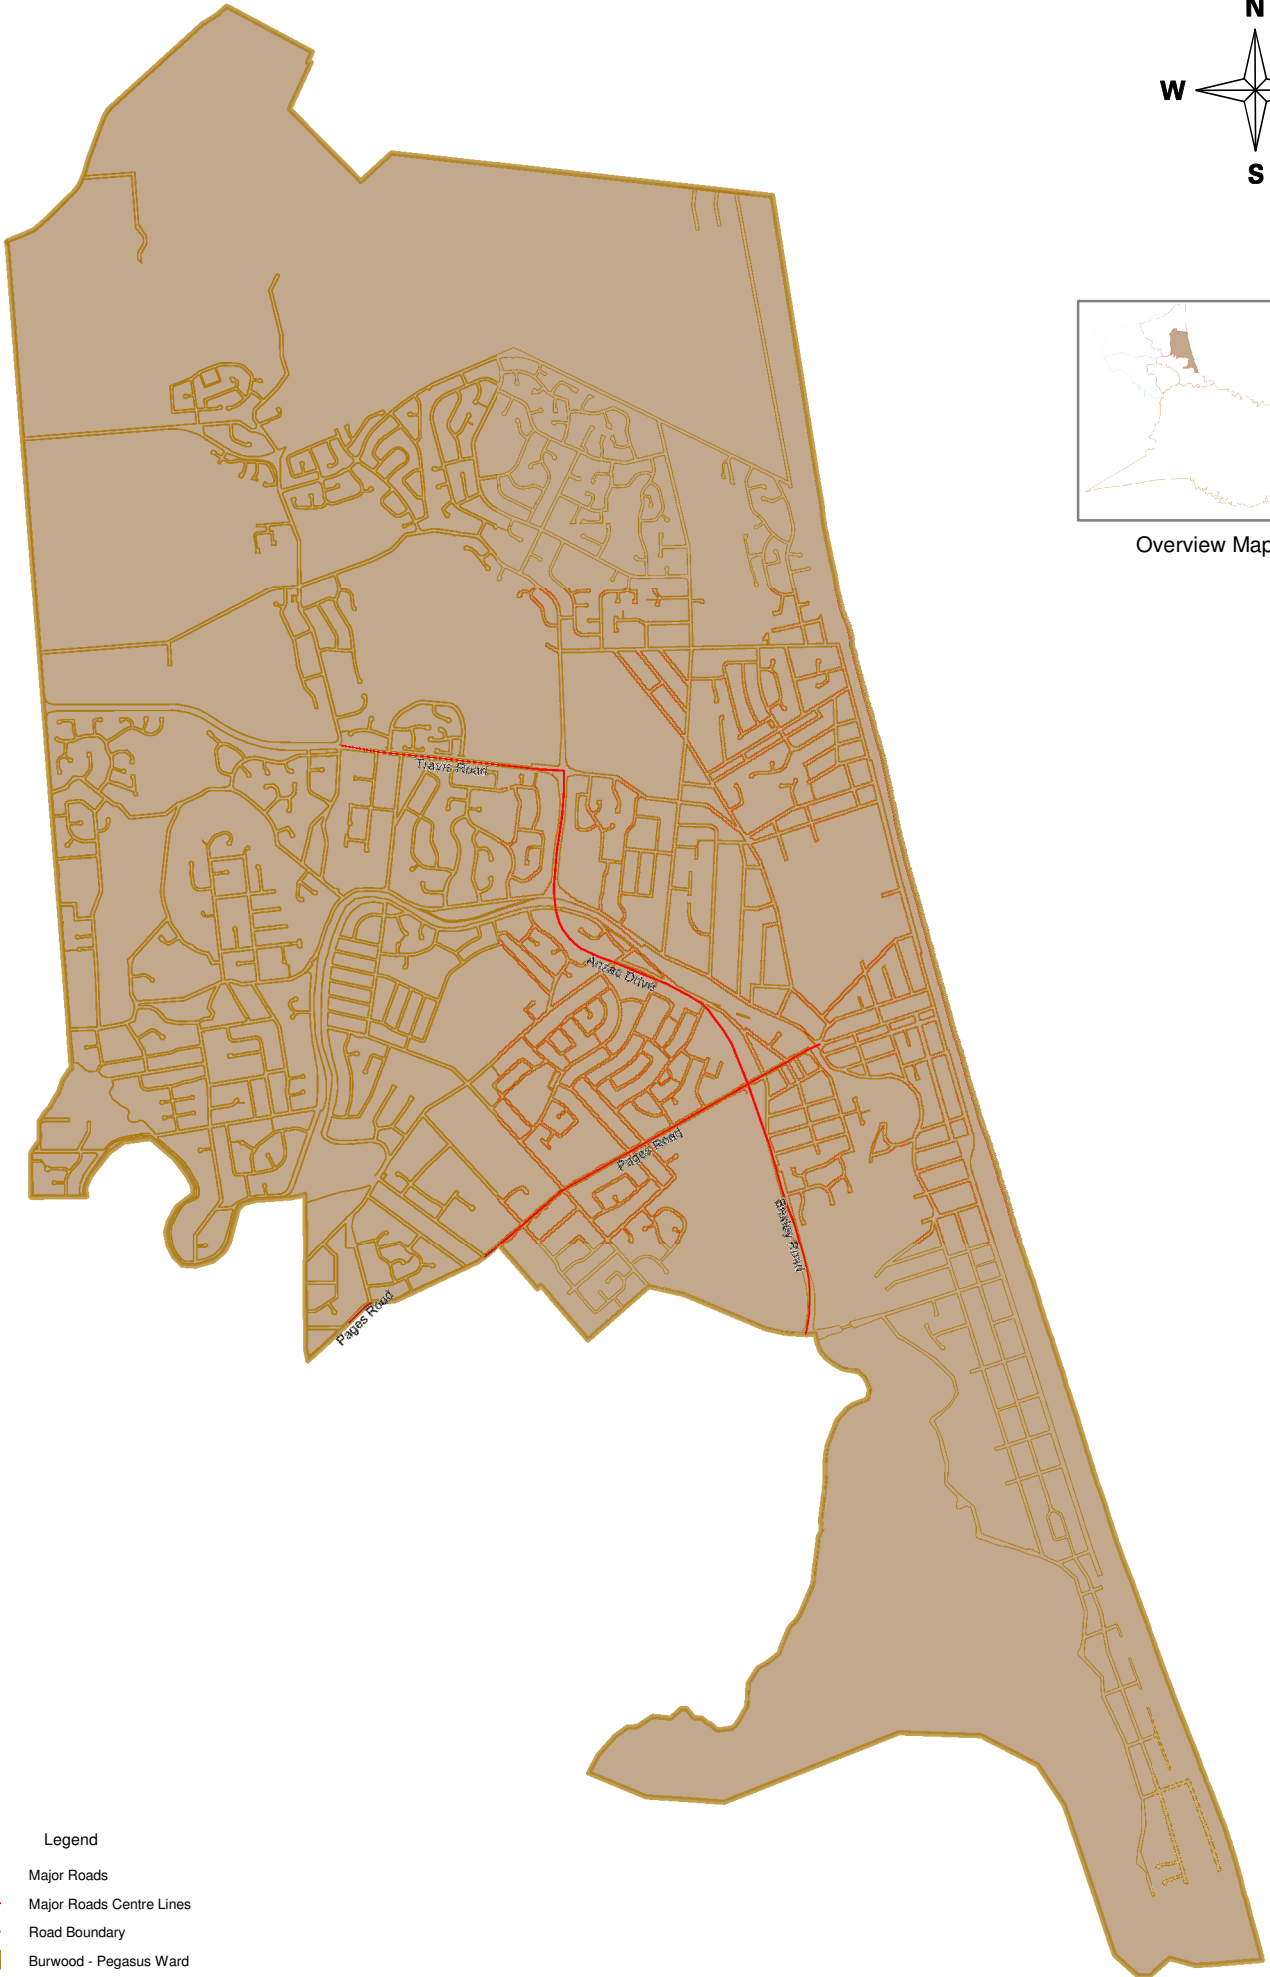 N
W
S
Overview Map
Travis Road
Anzac Drive
Pages Road
Bexley Road
Pages Road
Legend
Major Roads
Major Roads Centre Lines
Road Boundary
Burwood - Pegasus Ward